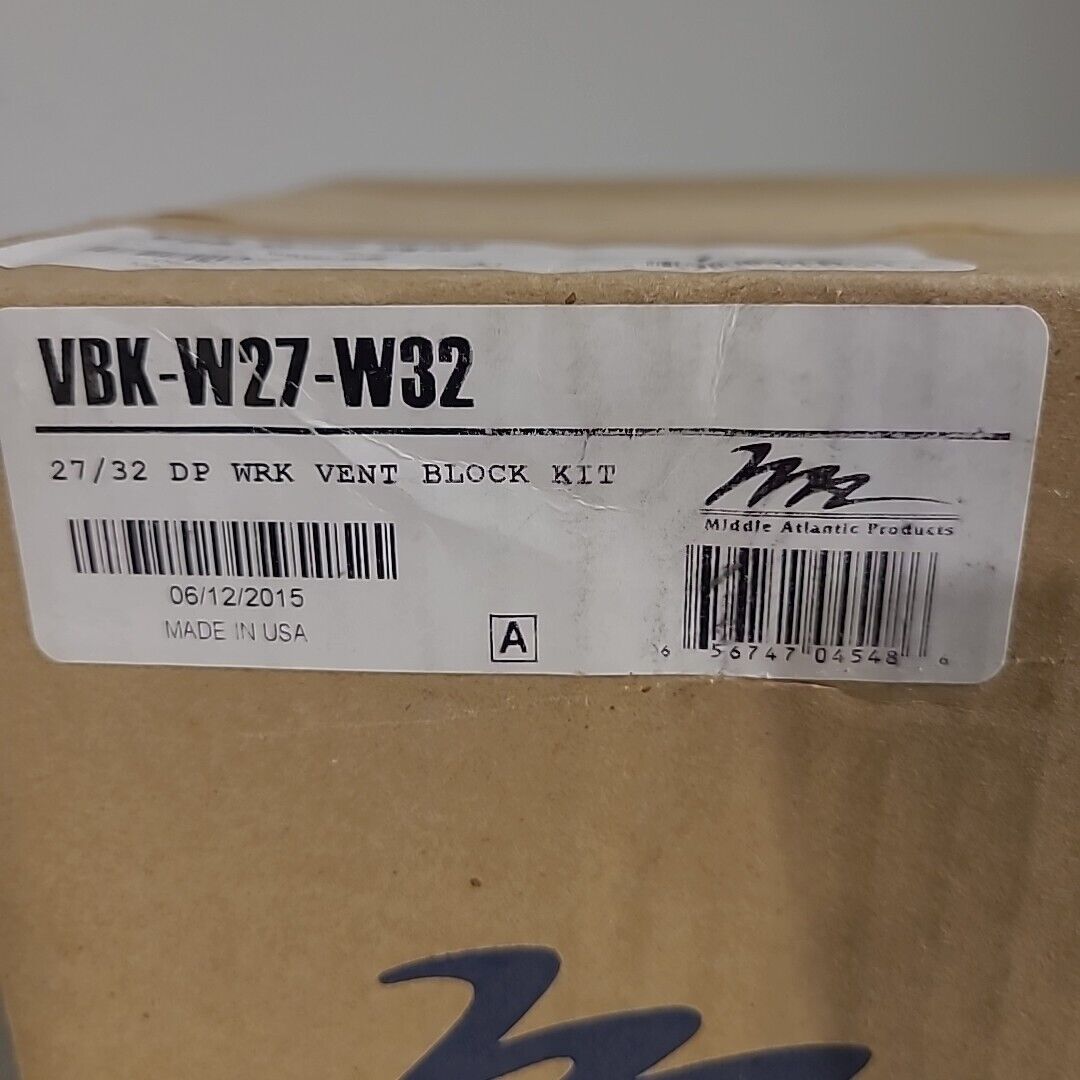 VBK-W27-W32
27/32 DP WRK VENT BLOCK KIT
Middle Atlantic Products
06/12/2015
MADE IN USA
A
6 56747 04548 6